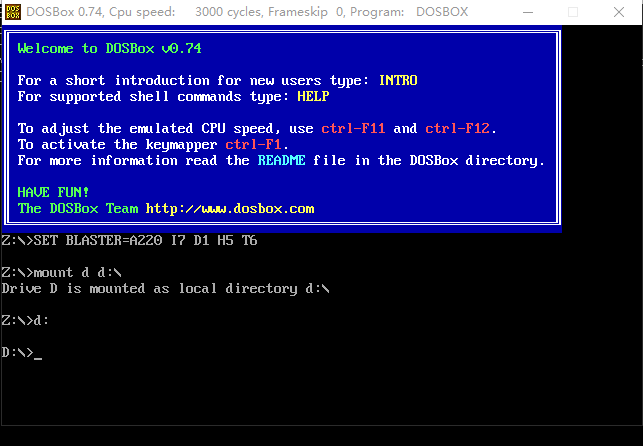 DOS BOX DOSBox 0.74, Cpu speed: 3000 cycles, Frameskip 0, Program: DOSBOX
Welcome to DOSBox v0.74
For a short introduction for new users type: INTRO
For supported shell commands type: HELP
To adjust the emulated CPU speed, use ctrl-F11 and ctrl-F12.
To activate the keymapper ctrl-F1.
For more information read the README file in the DOSBox directory.
HAVE FUN!
The DOSBox Team http://www.dosbox.com
Z:\>SET BLASTER=A220 I7 D1 H5 T6
Z:\>mount d d:\
Drive D is mounted as local directory d:\
Z:\>d:
D:\>_